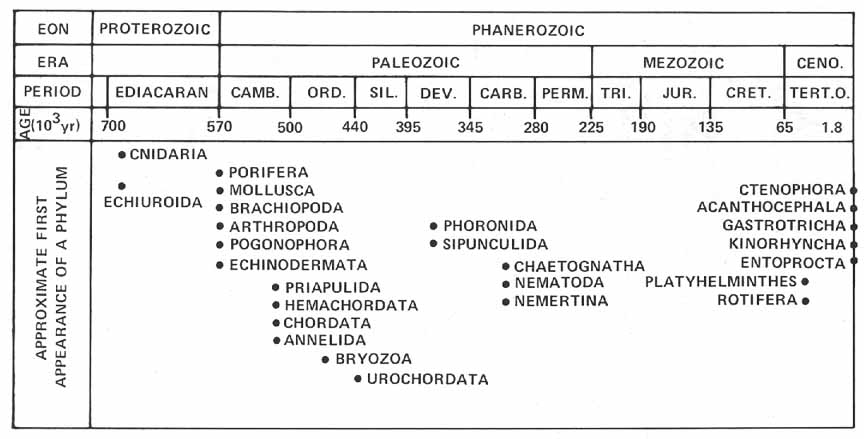 EON PROTEROZOIC PHANEROZOIC
ERA PALEOZOIC MEZOZOIC CENO.
PERIOD EDIACARAN CAMB. ORD. SIL. DEV. CARB. PERM. TRI. JUR. CRET. TERT.O.
AGE (10³yr) 700 570 500 440 395 345 280 225 190 135 65 1.8
APPROXIMATE FIRST
APPEARANCE OF A PHYLUM
CNIDARIA
ECHIUROIDA
PORIFERA
MOLLUSCA
BRACHIOPODA
ARTHROPODA
POGONOPHORA
ECHINODERMATA
PRIAPULIDA
HEMACHORDATA
CHORDATA
ANNELIDA
BRYOZOA
UROCHORDATA
PHORONIDA
SIPUNCULIDA
CHAETOGNATHA
NEMATODA
NEMERTINA
CTENOPHORA
ACANTHOCEPHALA
GASTROTRICHA
KINORHYNCHA
ENTOPROCTA
PLATYHELMINTHES
ROTIFERA